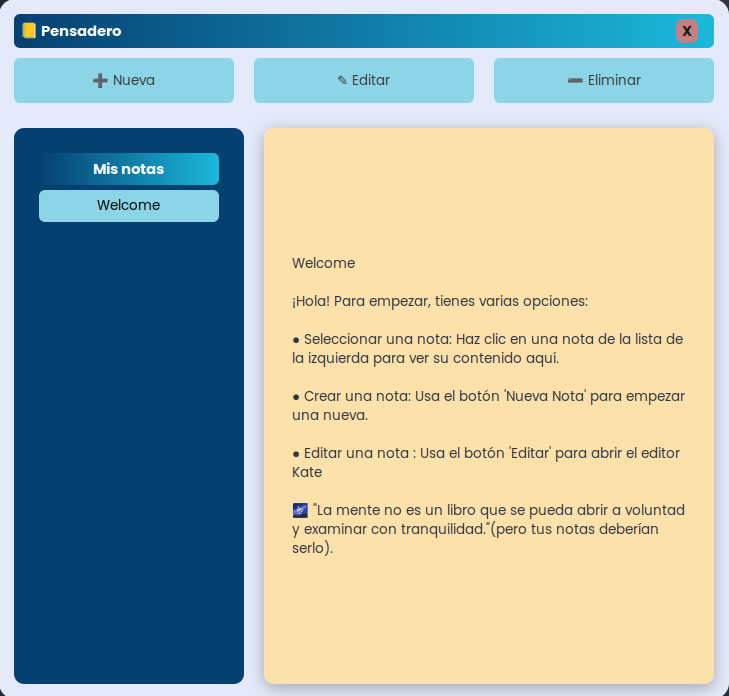 📒 Pensadero
X
➕ Nueva
✎ Editar
➖ Eliminar
Mis notas
Welcome
Welcome
¡Hola! Para empezar, tienes varias opciones:
● Seleccionar una nota: Haz clic en una nota de la lista de
la izquierda para ver su contenido aquí.
● Crear una nota: Usa el botón 'Nueva Nota' para empezar
una nueva.
● Editar una nota : Usa el botón 'Editar' para abrir el editor
Kate
🌌 "La mente no es un libro que se pueda abrir a voluntad
y examinar con tranquilidad."(pero tus notas deberían
serlo).